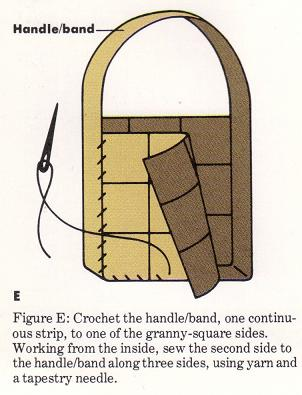 Handle/band
E
Figure E: Crochet the handle/band, one continu-
ous strip, to one of the granny-square sides.
Working from the inside, sew the second side to
the handle/band along three sides, using yarn and
a tapestry needle.